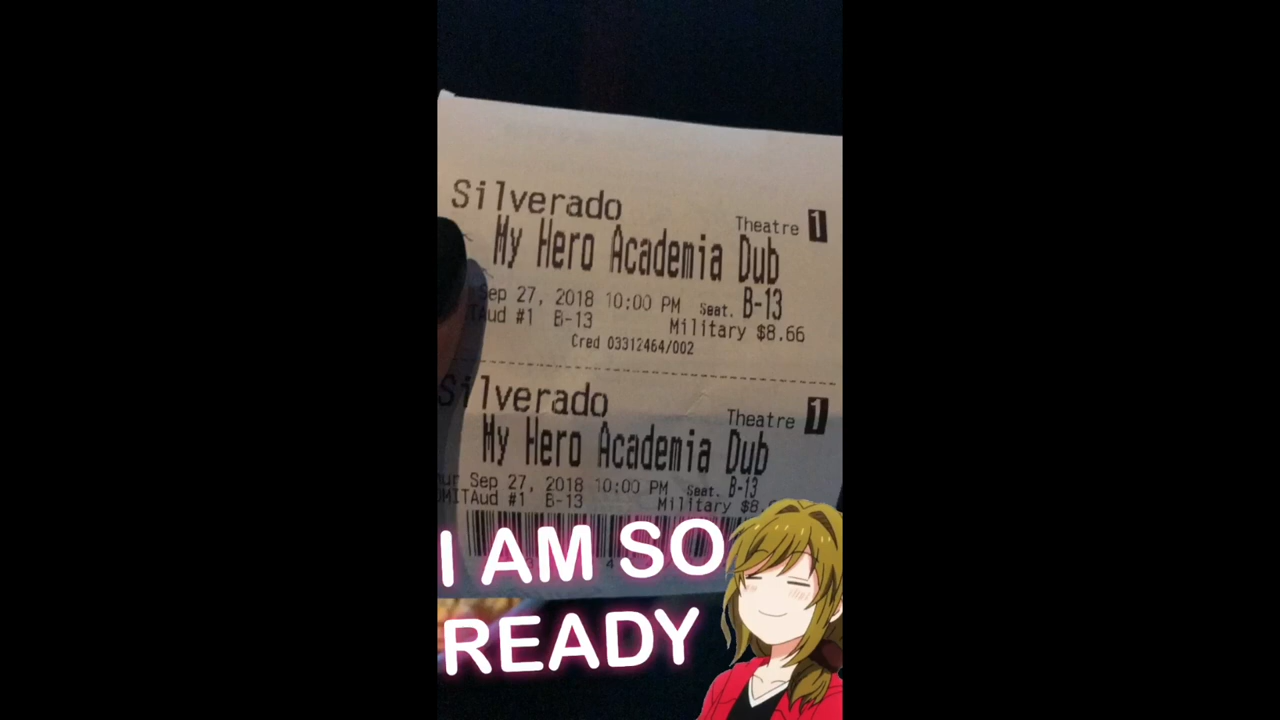 Silverado
Theatre 1
My Hero Academia Dub
Sep 27, 2018 10:00 PM Seat. B-13
Aud #1 B-13 Military $8.66
Cred 03312464/002
Silverado
Theatre 1
My Hero Academia Dub
Sep 27, 2018 10:00 PM Seat. B-13
Aud #1 B-13 Military
I AM SO
READY